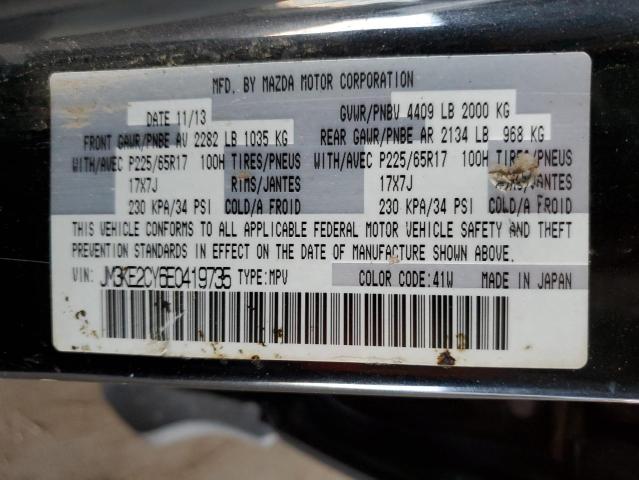 MFD. BY MAZDA MOTOR CORPORATION
DATE 11/13 GVWR/PNBV 4409 LB 2000 KG
FRONT GAWR/PNBE AV 2282 LB 1035 KG REAR GAWR/PNBE AR 2134 LB 968 KG
WITH/AVEC P225/65R17 100H TIRES/PNEUS WITH/AVEC P225/65R17 100H TIRES/PNEUS
17X7J RIMS/JANTES 17X7J RIMS/JANTES
230 KPA/34 PSI COLD/A FROID 230 KPA/34 PSI COLD/A FROID
THIS VEHICLE CONFORMS TO ALL APPLICABLE FEDERAL MOTOR VEHICLE SAFETY AND THEFT
PREVENTION STANDARDS IN EFFECT ON THE DATE OF MANUFACTURE SHOWN ABOVE.
VIN: JM3KE2CY6E0419735 TYPE:MPV COLOR CODE:41W MADE IN JAPAN